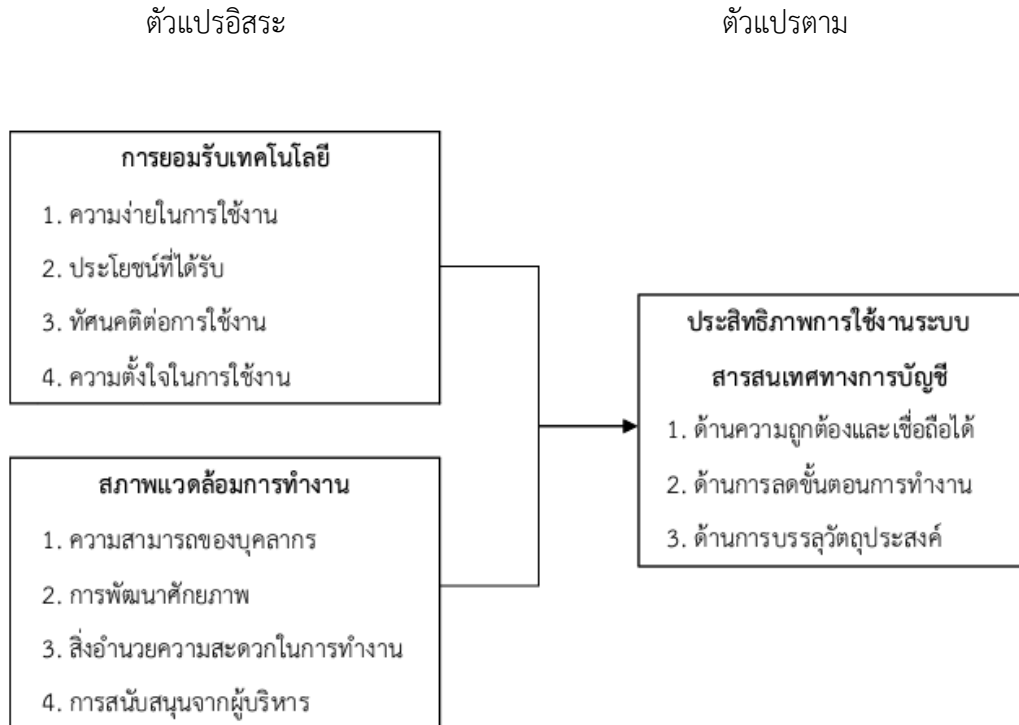 ตัวแปรอิสระ
ตัวแปรตาม
การยอมรับเทคโนโลยี
1. ความง่ายในการใช้งาน
2. ประโยชน์ที่ได้รับ
3. ทัศนคติต่อการใช้งาน
4. ความตั้งใจในการใช้งาน
สภาพแวดล้อมการทำงาน
1. ความสามารถของบุคลากร
2. การพัฒนาศักยภาพ
3. สิ่งอำนวยความสะดวกในการทำงาน
4. การสนับสนุนจากผู้บริหาร
ประสิทธิภาพการใช้งานระบบ
สารสนเทศทางการบัญชี
1. ด้านความถูกต้องและเชื่อถือได้
2. ด้านการลดขั้นตอนการทำงาน
3. ด้านการบรรลุวัตถุประสงค์